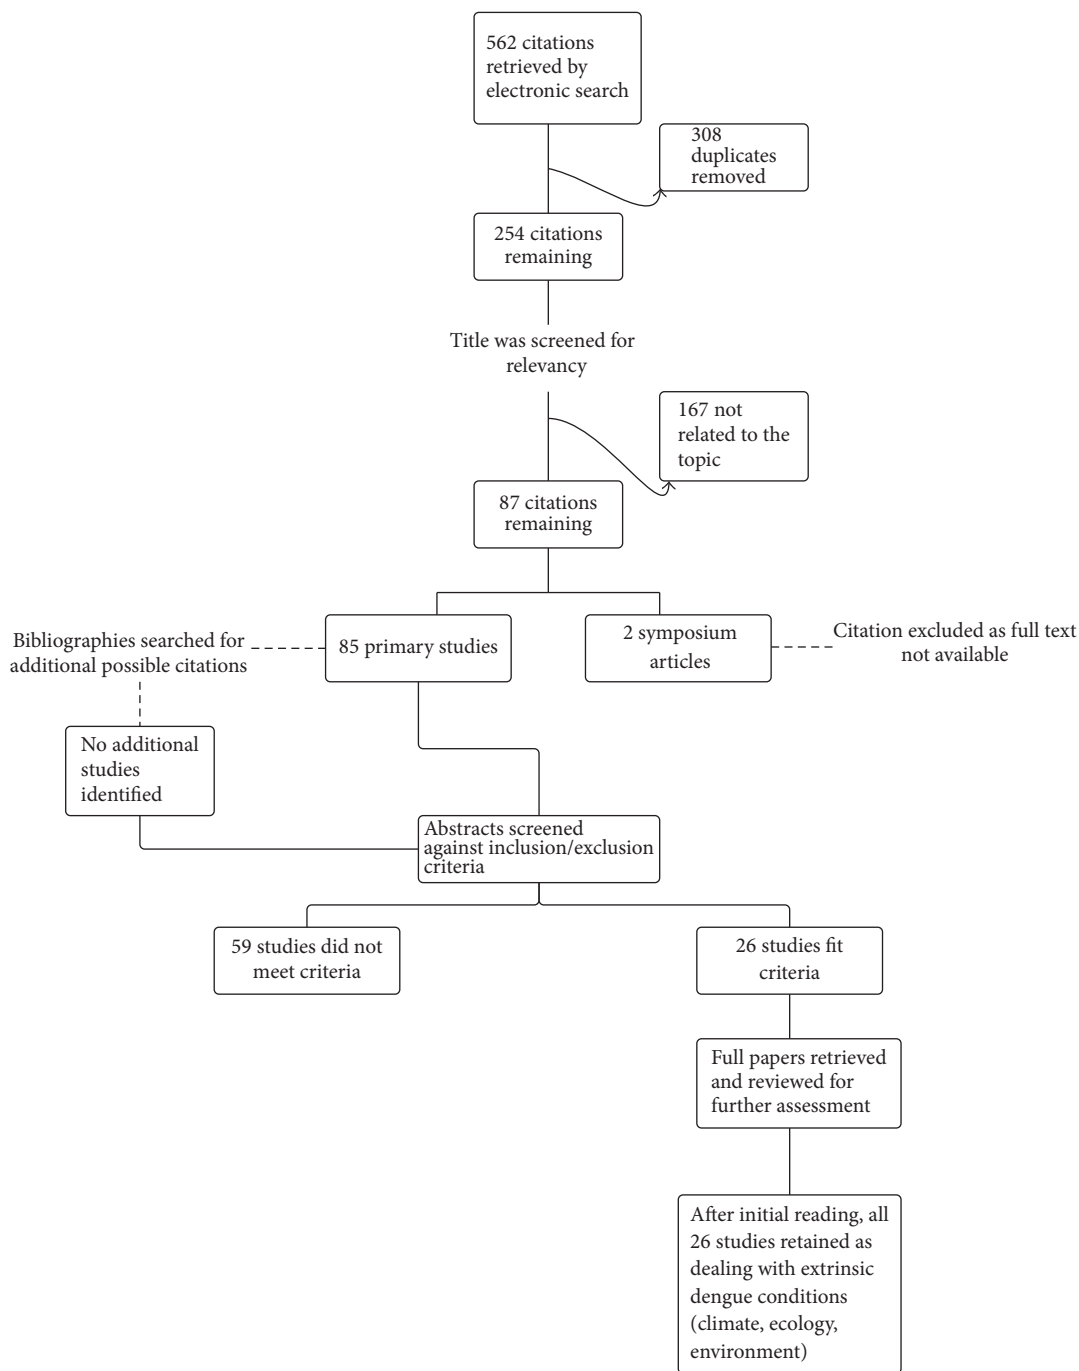 562 citations
retrieved by
electronic search
308
duplicates
removed
254 citations
remaining
Title was screened for
relevancy
167 not
related to the
topic
87 citations
remaining
Bibliographies searched for
additional possible citations
85 primary studies
2 symposium
articles
Citation excluded as full text
not available
No additional
studies
identified
Abstracts screened
against inclusion/exclusion
criteria
59 studies did not
meet criteria
26 studies fit
criteria
Full papers retrieved
and reviewed for
further assessment
After initial reading, all
26 studies retained as
dealing with extrinsic
dengue conditions
(climate, ecology,
environment)